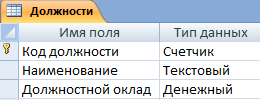 Должности
Имя поля Тип данных
Код должности Счетчик
Наименование Текстовый
Должностной оклад Денежный